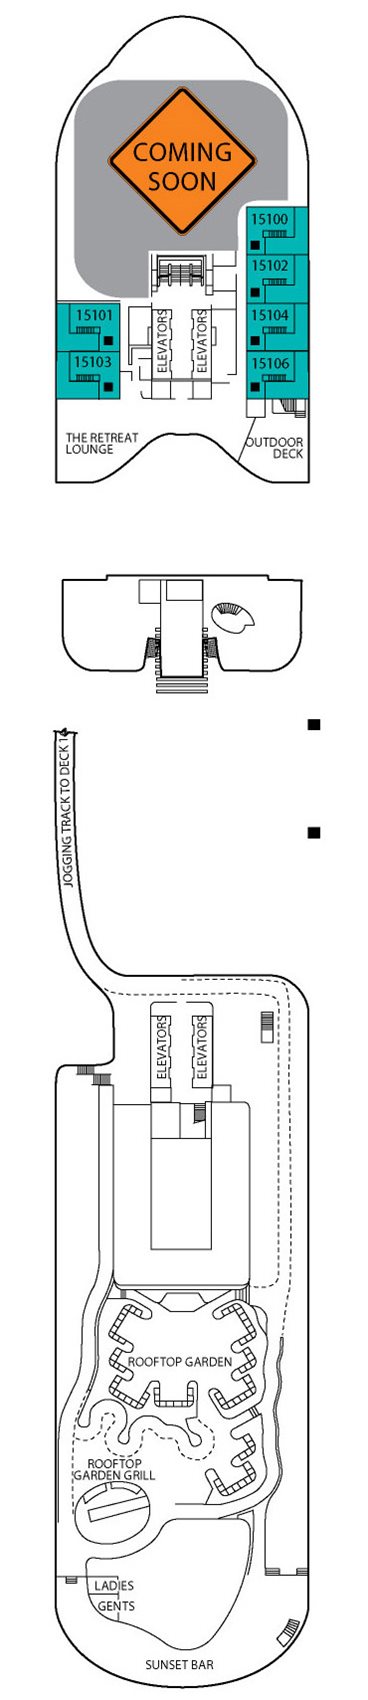 COMING
SOON
15100
15102
15101
15104
15103
15106
ELEVATORS
ELEVATORS
THE RETREAT
LOUNGE
OUTDOOR
DECK
JOGGING TRACK TO DECK 14
ELEVATORS
ELEVATORS
ROOFTOP GARDEN
ROOFTOP
GARDEN GRILL
LADIES
GENTS
SUNSET BAR